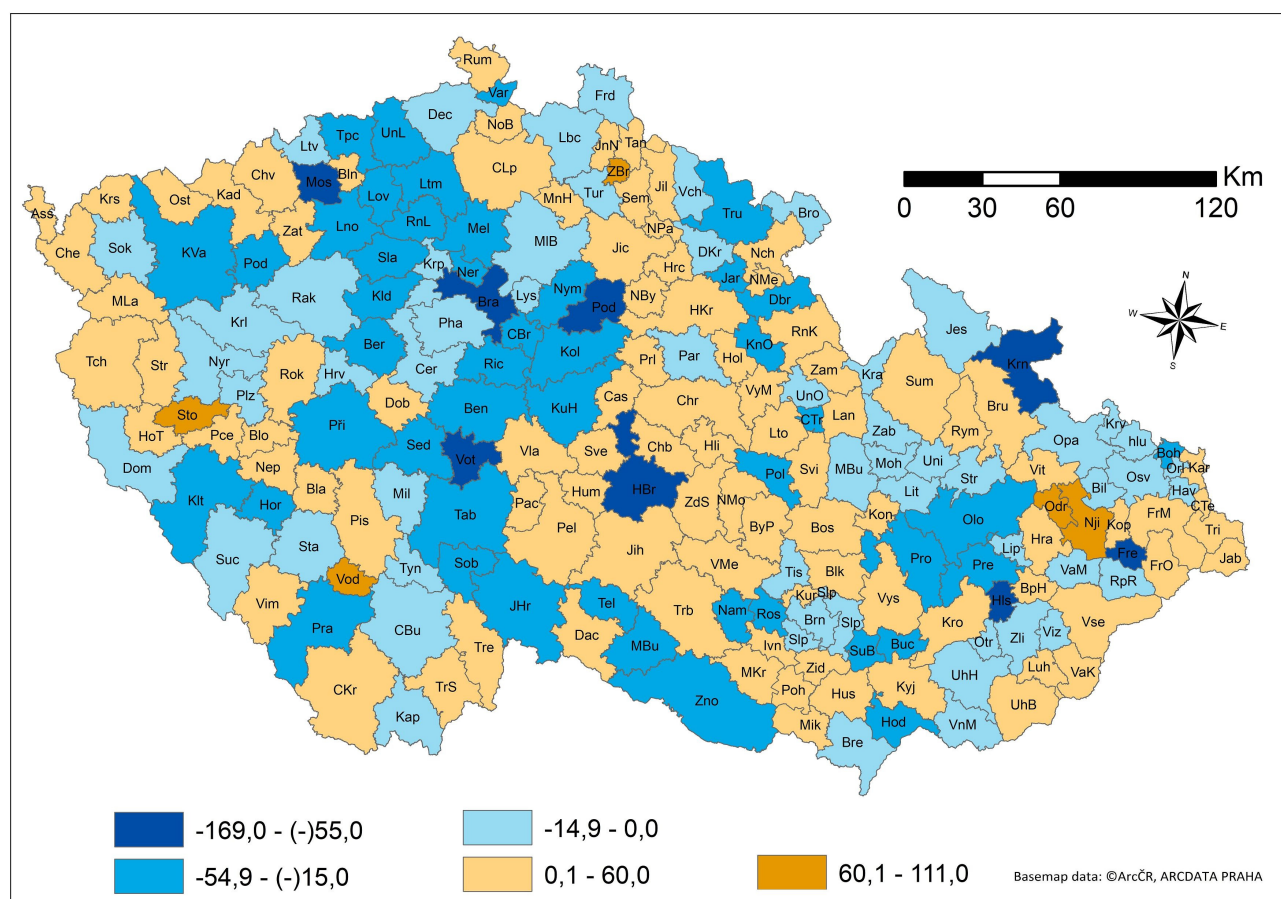 Rum
Var
Frd
Dec
Tpc
UnL
NoB
Lbc
JnN
Tan
Ltv
Chv
Mos
Bln
CLp
ZBr
Vch
Km
0
30
60
120
Ass
Krs
Ost
Kad
Lov
Ltm
MnH
Tur
Sem
Jil
Tru
Bro
Che
Sok
KVa
Zat
Lno
RnL
Mel
MlB
Jic
NPa
DKr
Nch
Pod
Sla
Krp
Ner
Hrc
Jar
NMe
MLa
Rak
Kld
Bra
Lys
Nym
Pod
NBy
HKr
Dbr
N
W
E
S
Krl
Pha
CBr
KnO
RnK
Jes
Tch
Str
Nyr
Ber
Kol
Prl
Par
Hol
Krn
Rok
Hrv
Cer
Ric
Zam
Kra
Sum
Plz
Dob
Cas
Chr
VyM
UnO
Sto
Ben
KuH
CTr
Lan
Bru
HoT
Pce
Blo
Při
Sed
Vot
Vla
Sve
Chb
Hli
Lto
Zab
Rym
Opa
Krv
hlu
Dom
Nep
MBu
Moh
Uni
Boh
Klt
Hor
Bla
Mil
Hum
HBr
Pol
Svi
Lit
Str
Vit
Bil
Osv
Ori
Kar
Hav
Pis
Tab
Pac
ZdS
NMo
Kon
Olo
Odr
CTe
Suc
Sta
Pel
ByP
Bos
Nji
Kop
FrM
Tri
Tyn
Sob
Jih
VMe
Pro
Lip
Hra
Fre
FrO
Jab
Vod
Tis
Blk
Pre
VaM
RpR
Vim
JHr
Tel
Trb
Nam
Ros
Kur
Slp
Vys
Hls
BpH
Pra
CBu
Brn
Slp
Kro
Vse
Dac
MBu
Ivn
Slp
SuB
Buc
Otr
Zli
Viz
Tre
MKr
Zid
UhH
Luh
VaK
CKr
TrS
Zno
Poh
Hus
Kyj
UhB
Kap
Mik
Bre
Hod
VnM
-169,0 - (-)55,0
-14,9 - 0,0
-54,9 - (-)15,0
0,1 - 60,0
60,1 - 111,0
Basemap data: ©ArcČR, ARCDATA PRAHA